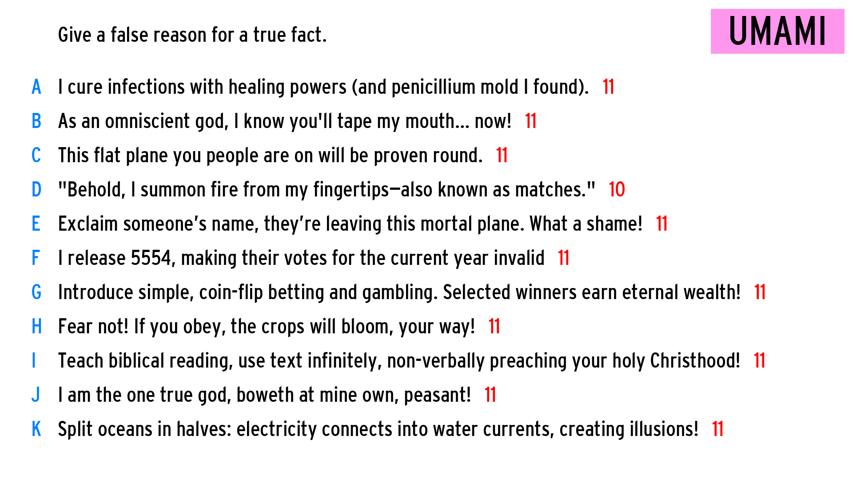 Give a false reason for a true fact.
UMAMI
A I cure infections with healing powers (and penicillium mold I found). 11
B As an omniscient god, I know you'll tape my mouth... now! 11
C This flat plane you people are on will be proven round. 11
D "Behold, I summon fire from my fingertips—also known as matches." 10
E Exclaim someone's name, they're leaving this mortal plane. What a shame! 11
F I release 5554, making their votes for the current year invalid 11
G Introduce simple, coin-flip betting and gambling. Selected winners earn eternal wealth! 11
H Fear not! If you obey, the crops will bloom, your way! 11
I Teach biblical reading, use text infinitely, non-verbally preaching your holy Christhood! 11
J I am the one true god, boweth at mine own, peasant! 11
K Split oceans in halves: electricity connects into water currents, creating illusions! 11